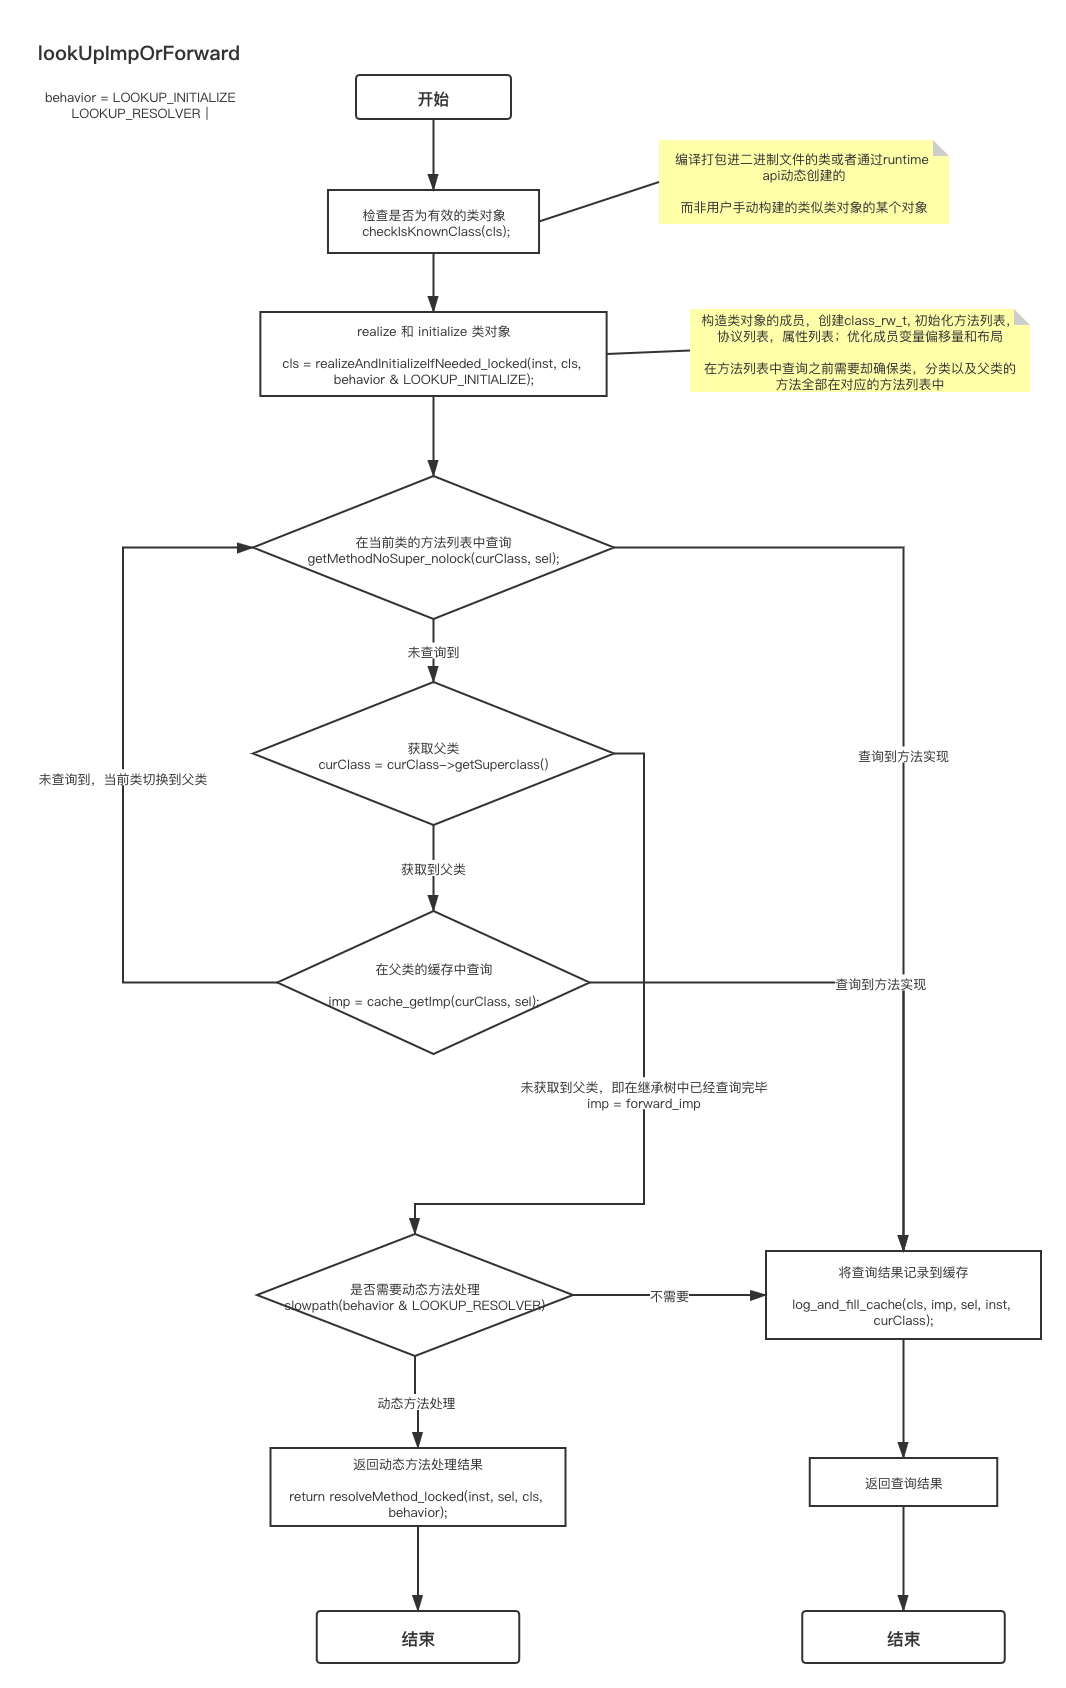 lookUpImpOrForward
behavior = LOOKUP_INITIALIZE
LOOKUP_RESOLVER |
开始
编译打包进二进制文件的类或者通过runtime
api动态创建的
而非用户手动构建的类似类对象的某个对象
检查是否为有效的类对象
checkIsKnownClass(cls);
构造类对象的成员，创建class_rw_t, 初始化方法列表，
协议列表，属性列表；优化成员变量偏移量和布局
在方法列表中查询之前需要却确保类，分类以及父类的
方法全部在对应的方法列表中
realize 和 initialize 类对象
cls = realizeAndInitializeIfNeeded_locked(inst, cls,
behavior & LOOKUP_INITIALIZE);
在当前类的方法列表中查询
getMethodNoSuper_nolock(curClass, sel);
未查询到
获取父类
curClass = curClass->getSuperclass()
查询到方法实现
未查询到，当前类切换到父类
获取到父类
在父类的缓存中查询
imp = cache_getImp(curClass, sel);
查询到方法实现
未获取到父类，即在继承树中已经查询完毕
imp = forward_imp
是否需要动态方法处理
slowpath(behavior & LOOKUP_RESOLVER)
不需要
将查询结果记录到缓存
log_and_fill_cache(cls, imp, sel, inst,
curClass);
动态方法处理
返回动态方法处理结果
return resolveMethod_locked(inst, sel, cls,
behavior);
返回查询结果
结束
结束